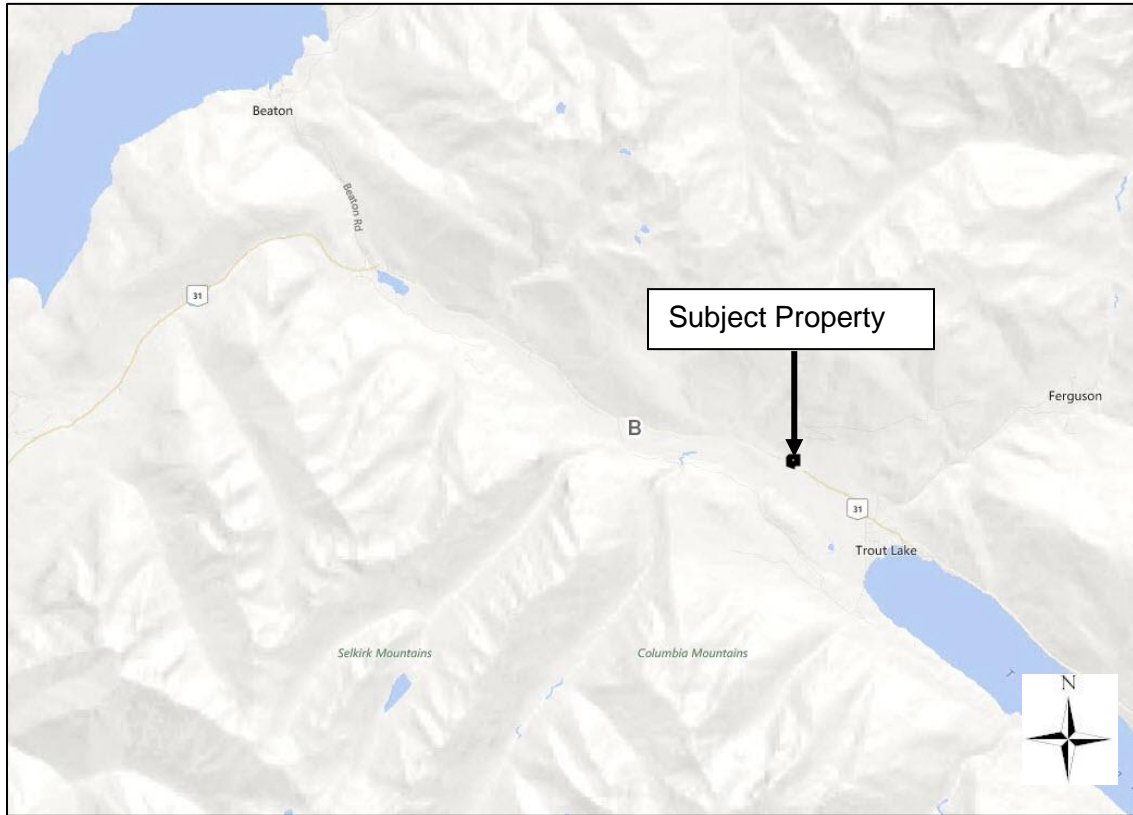 Beaton
Beaton Rd
31
Subject Property
Ferguson
B
31
Trout Lake
Selkirk Mountains
Columbia Mountains
T
N